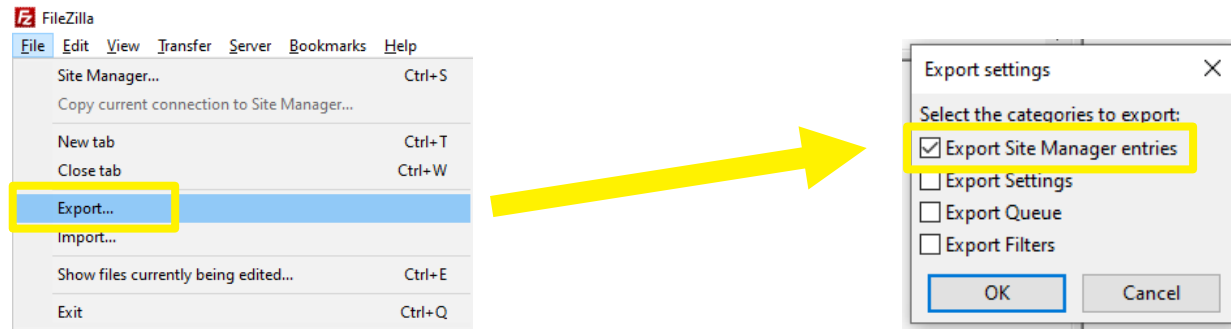 FileZilla
File Edit View Transfer Server Bookmarks Help
Site Manager... Ctrl+S
Copy current connection to Site Manager...
New tab Ctrl+T
Close tab Ctrl+W
Export...
Import...
Show files currently being edited... Ctrl+E
Exit Ctrl+Q
Export settings
Select the categories to export:
Export Site Manager entries
Export Settings
Export Queue
Export Filters
OK Cancel